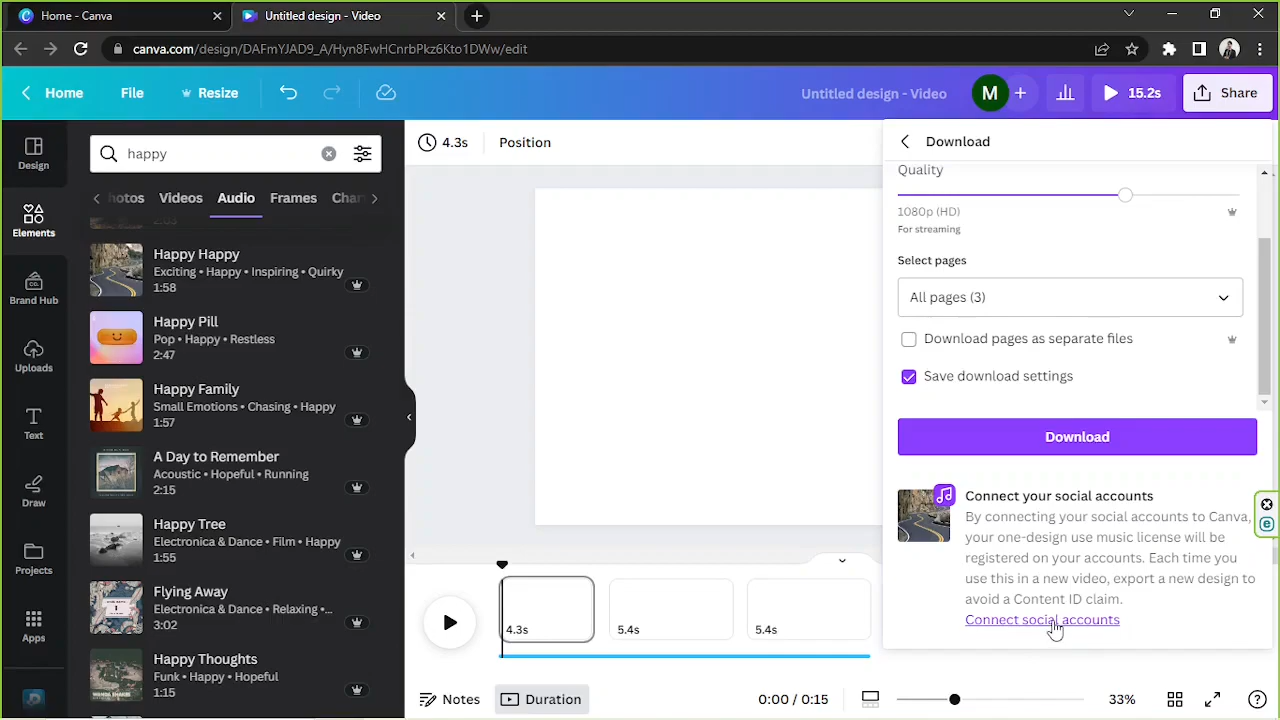 Home - Canva
Untitled design - Video
canva.com/design/DAFmYJAD9_A/Hyn8FwHCnrbPkz6Kto1DWw/edit
Home
File
Resize
Untitled design - Video
M
15.2s
Share
Design
Elements
Brand Hub
Uploads
Text
Draw
Projects
Apps
happy
Photos
Videos
Audio
Frames
Happy Happy
Exciting • Happy • Inspiring • Quirky
1:58
Happy Pill
Pop • Happy • Restless
2:47
Happy Family
Small Emotions • Chasing • Happy
1:57
A Day to Remember
Acoustic • Hopeful • Running
2:15
Happy Tree
Electronica & Dance • Film • Happy
1:55
Flying Away
Electronica & Dance • Relaxing •...
3:02
Happy Thoughts
Funk • Happy • Hopeful
1:15
4.3s
Position
Download
Quality
1080p (HD)
For streaming
Select pages
All pages (3)
Download pages as separate files
Save download settings
Download
Connect your social accounts
By connecting your social accounts to Canva,
your one-design use music license will be
registered on your accounts. Each time you
use this in a new video, export a new design to
avoid a Content ID claim.
Connect social accounts
4.3s
5.4s
5.4s
Notes
Duration
0:00 / 0:15
33%